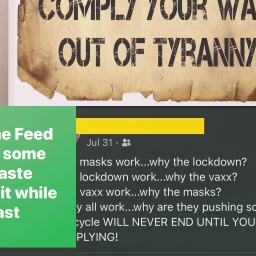 COMPLY YOUR WA
OUT OF TYRANNY
e Feed
some
aste
it while
ast
Jul 31 ·
masks work...why the lockdown?
lockdown work...why the vaxx?
vaxx work...why the masks?
y all work...why are they pushing so
cycle WILL NEVER END UNTIL YOU
PLYING!